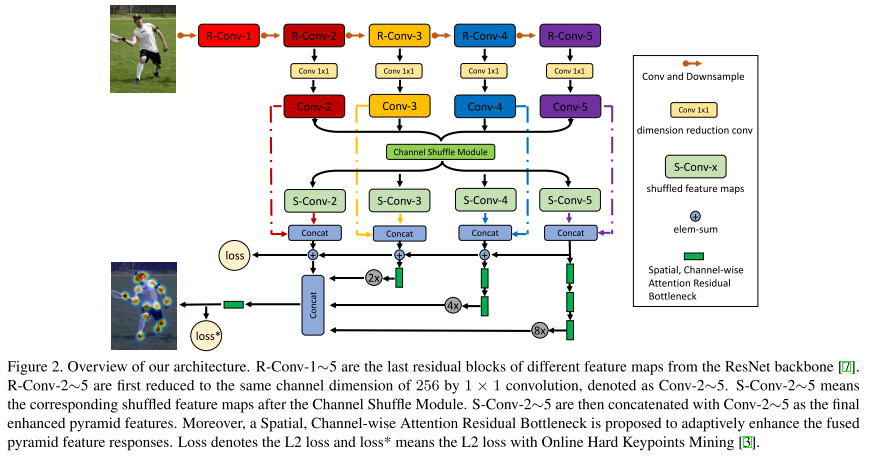 R-Conv-1 R-Conv-2 R-Conv-3 R-Conv-4 R-Conv-5
Conv 1x1 Conv 1x1 Conv 1x1 Conv 1x1
Conv-2 Conv-3 Conv-4 Conv-5
Channel Shuffle Module
S-Conv-2 S-Conv-3 S-Conv-4 S-Conv-5
Concat Concat Concat Concat
loss
2x
Concat
4x
8x
loss*
Conv and Downsample
Conv 1x1
dimension reduction conv
S-Conv-x
shuffled feature maps
elem-sum
Spatial, Channel-wise
Attention Residual
Bottleneck
Figure 2. Overview of our architecture. R-Conv-1∼5 are the last residual blocks of different feature maps from the ResNet backbone [7].
R-Conv-2∼5 are first reduced to the same channel dimension of 256 by 1 × 1 convolution, denoted as Conv-2∼5. S-Conv-2∼5 means
the corresponding shuffled feature maps after the Channel Shuffle Module. S-Conv-2∼5 are then concatenated with Conv-2∼5 as the final
enhanced pyramid features. Moreover, a Spatial, Channel-wise Attention Residual Bottleneck is proposed to adaptively enhance the fused
pyramid feature responses. Loss denotes the L2 loss and loss* means the L2 loss with Online Hard Keypoints Mining [3].